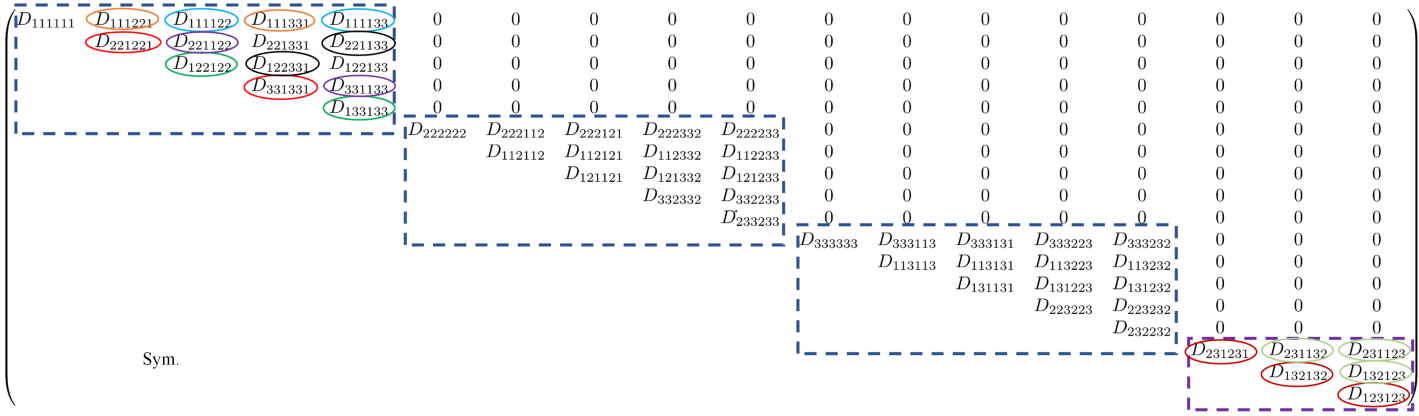 D₁₁₁₁₁₁ D₁₁₁₂₂₁ D₁₁₁₁₂₂ D₁₁₁₃₃₁ D₁₁₁₁₃₃ 0 0 0 0 0 0 0 0 0 0 0 0 0
D₂₂₁₂₂₁ D₂₂₁₁₂₂ D₂₂₁₃₃₁ D₂₂₁₁₃₃ 0 0 0 0 0 0 0 0 0 0 0 0 0
D₁₂₂₁₂₂ D₁₂₂₃₃₁ D₁₂₂₁₃₃ 0 0 0 0 0 0 0 0 0 0 0 0 0
D₃₃₁₃₃₁ D₃₃₁₁₃₃ 0 0 0 0 0 0 0 0 0 0 0 0 0
D₁₃₃₁₃₃ 0 0 0 0 0 0 0 0 0 0 0 0 0
D₂₂₂₂₂₂ D₂₂₂₁₁₂ D₂₂₂₁₂₁ D₂₂₂₃₃₂ D₂₂₂₂₃₃ 0 0 0 0 0 0 0 0
D₁₁₂₁₁₂ D₁₁₂₁₂₁ D₁₁₂₃₃₂ D₁₁₂₂₃₃ 0 0 0 0 0 0 0 0
D₁₂₁₁₂₁ D₁₂₁₃₃₂ D₁₂₁₂₃₃ 0 0 0 0 0 0 0 0
D₃₃₂₃₃₂ D₃₃₂₂₃₃ 0 0 0 0 0 0 0 0
D₂₃₃₂₃₃ 0 0 0 0 0 0 0 0
D₃₃₃₃₃₃ D₃₃₃₁₁₃ D₃₃₃₁₃₁ D₃₃₃₂₂₃ D₃₃₃₂₃₂ 0 0 0
D₁₁₃₁₁₃ D₁₁₃₁₃₁ D₁₁₃₂₂₃ D₁₁₃₂₃₂ 0 0 0
D₁₃₁₁₃₁ D₁₃₁₂₂₃ D₁₃₁₂₃₂ 0 0 0
D₂₂₃₂₂₃ D₂₂₃₂₃₂ 0 0 0
D₂₃₂₂₃₂ 0 0 0
Sym.
D₂₃₁₂₃₁ D₂₃₁₁₃₂ D₂₃₁₁₂₃
D₁₃₂₁₃₂ D₁₃₂₁₂₃
D₁₂₃₁₂₃